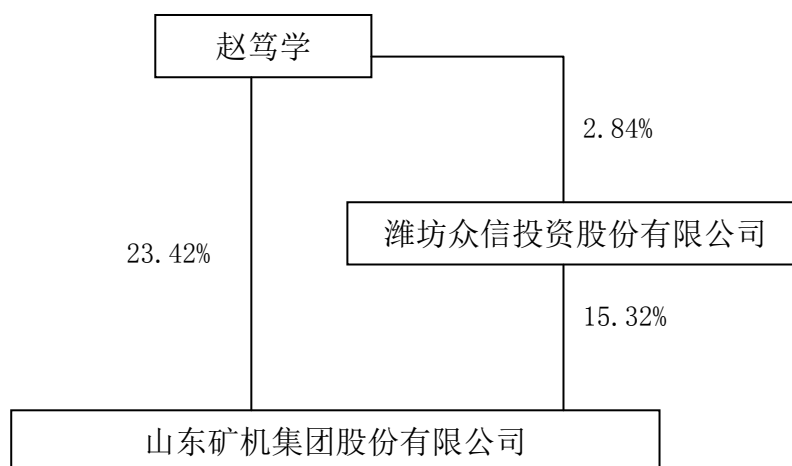 赵笃学
2.84%
潍坊众信投资股份有限公司
23.42%
15.32%
山东矿机集团股份有限公司